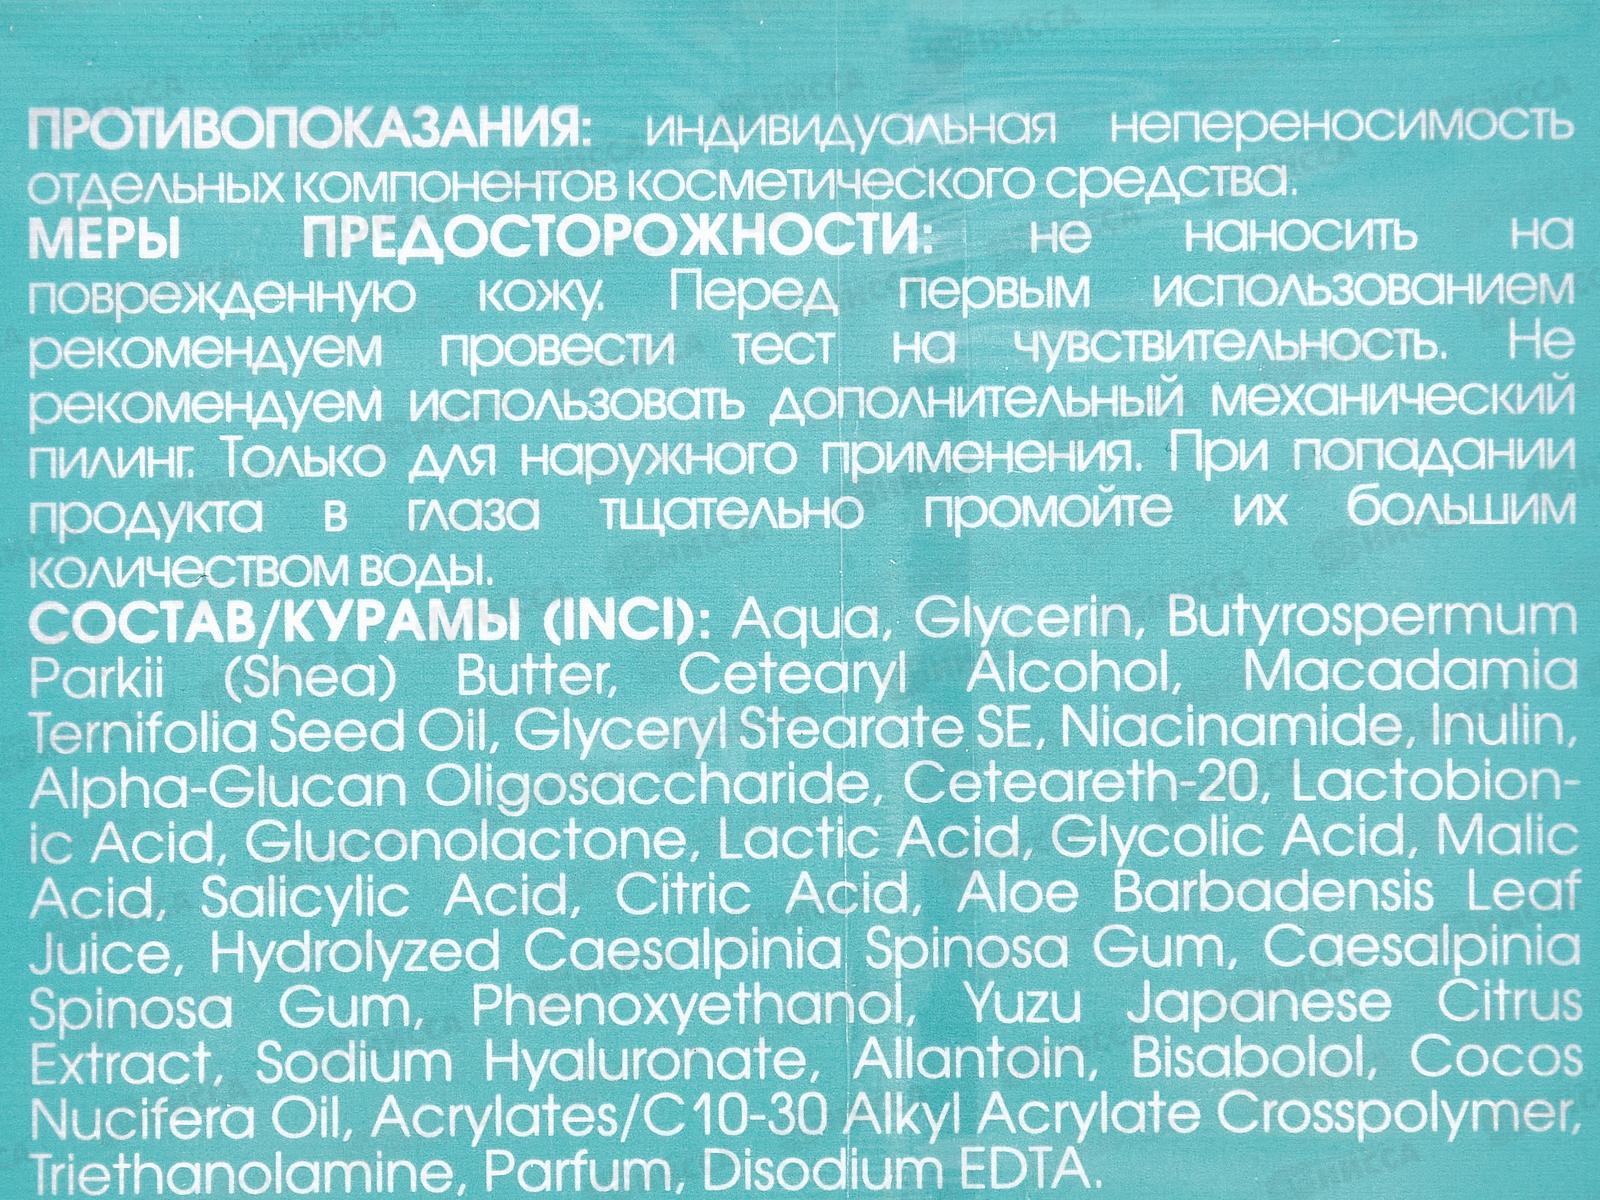 ПРОТИВОПОКАЗАНИЯ: индивидуальная непереносимость
отдельных компонентов косметического средства.
МЕРЫ ПРЕДОСТОРОЖНОСТИ: не наносить на
поврежденную кожу. Перед первым использованием
рекомендуем провести тест на чувствительность. Не
рекомендуем использовать дополнительный механический
пилинг. Только для наружного применения. При попадании
продукта в глаза тщательно промойте их большим
количеством воды.
СОСТАВ/КУРАМЫ (INCI): Aqua, Glycerin, Butyrospermum
Parkii (Shea) Butter, Cetearyl Alcohol, Macadamia
Ternifolia Seed Oil, Glyceryl Stearate SE, Niacinamide, Inulin,
Alpha-Glucan Oligosaccharide, Ceteareth-20, Lactobion-
ic Acid, Gluconolactone, Lactic Acid, Glycolic Acid, Malic
Acid, Salicylic Acid, Citric Acid, Aloe Barbadensis Leaf
Juice, Hydrolyzed Caesalpinia Spinosa Gum, Caesalpinia
Spinosa Gum, Phenoxyethanol, Yuzu Japanese Citrus
Extract, Sodium Hyaluronate, Allantoin, Bisabolol, Cocos
Nucifera Oil, Acrylates/C10-30 Alkyl Acrylate Crosspolymer,
Triethanolamine, Parfum, Disodium EDTA.